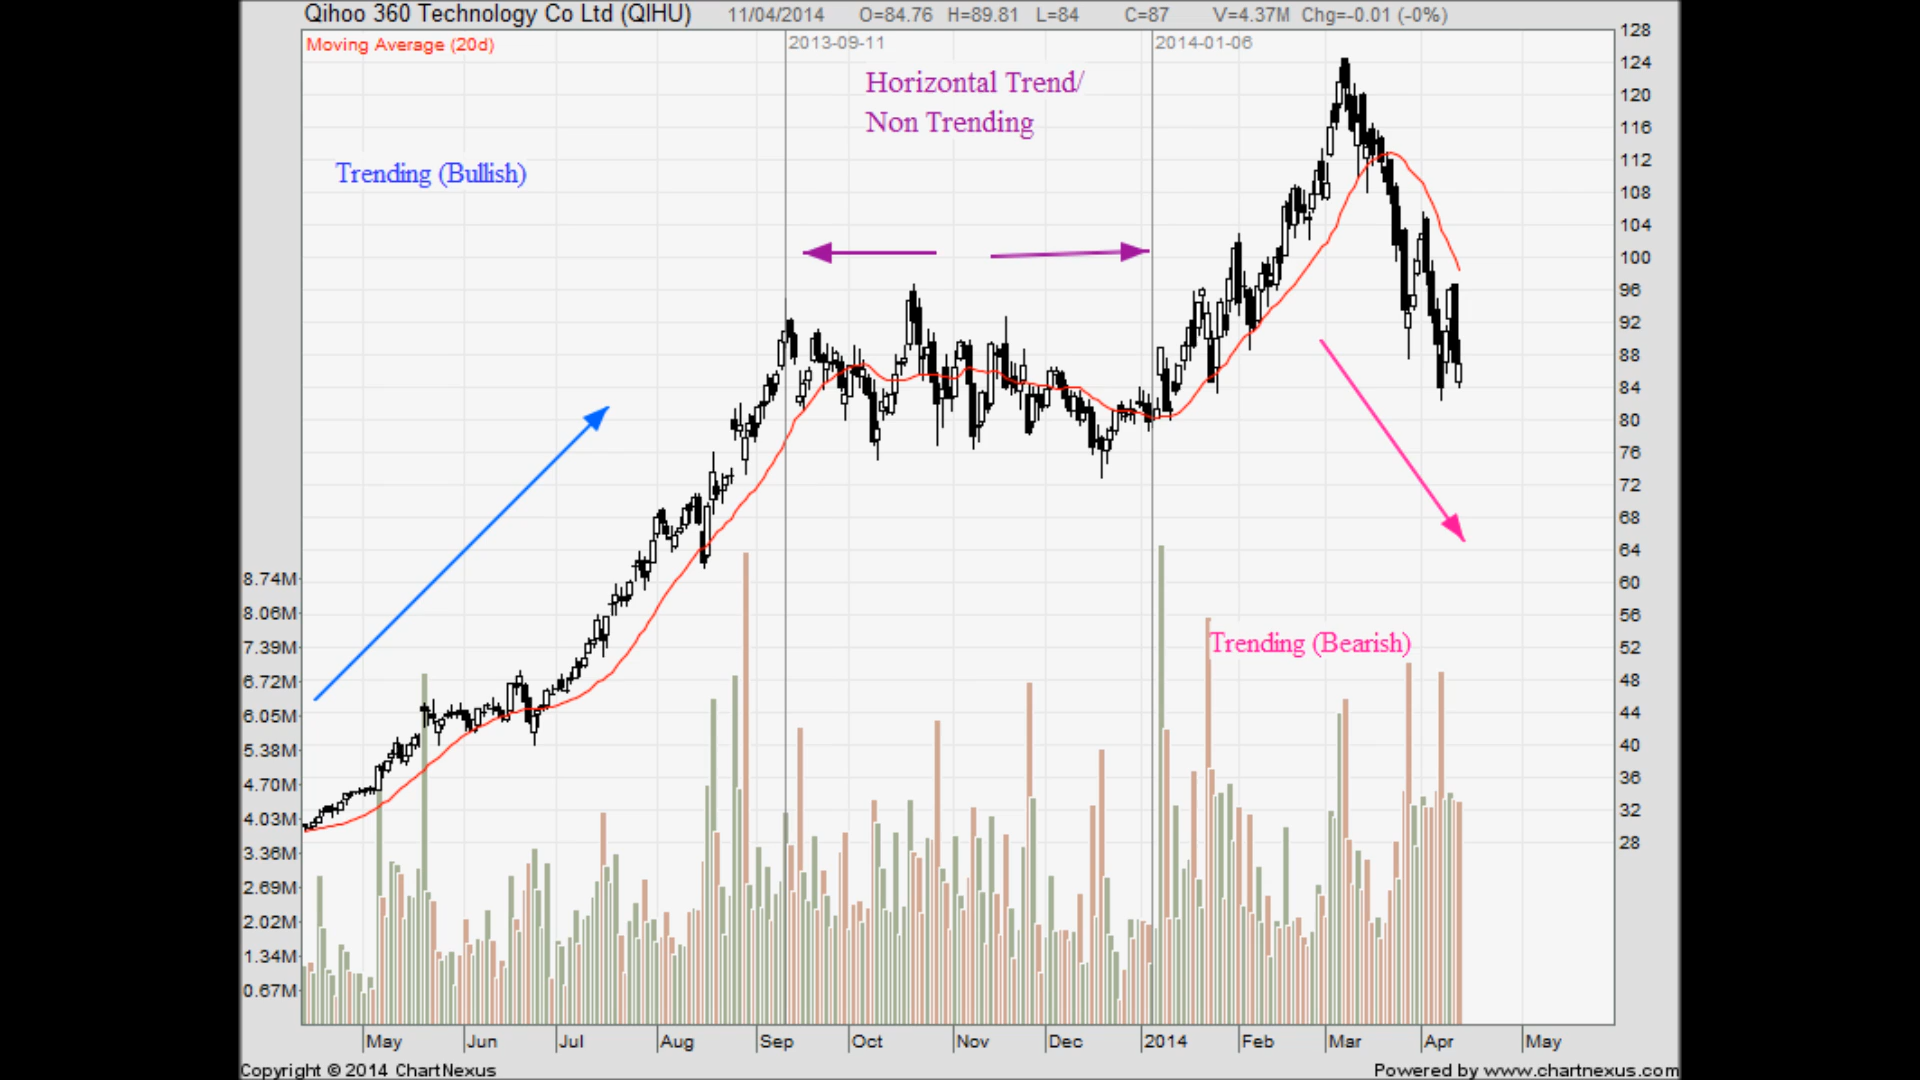 Qihoo 360 Technology Co Ltd (QIHU) 11/04/2014 O=84.76 H=89.81 L=84 C=87 V=4.37M Chg=-0.01 (-0%)
Moving Average (20d)
2013-09-11
2014-01-06
Horizontal Trend/
Non Trending
Trending (Bullish)
Trending (Bearish)
128
124
120
116
112
108
104
100
96
92
88
84
80
76
72
68
64
60
56
52
48
44
40
36
32
28
8.74M
8.06M
7.39M
6.72M
6.05M
5.38M
4.70M
4.03M
3.36M
2.69M
2.02M
1.34M
0.67M
May Jun Jul Aug Sep Oct Nov Dec 2014 Feb Mar Apr May
Copyright © 2014 ChartNexus
Powered by www.chartnexus.com